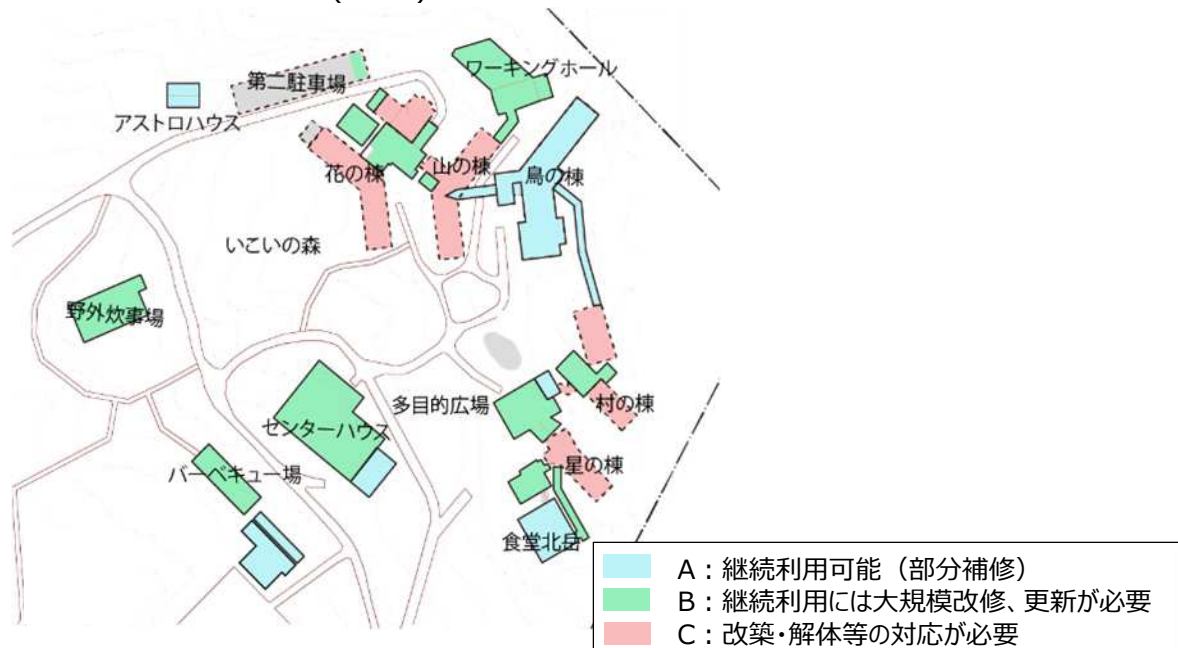 ワーキングホール
第二駐車場
アストロハウス
花の棟
山の棟
鳥の棟
いこいの森
野外炊事場
多目的広場
村の棟
センターハウス
バーベキュー場
星の棟
食堂北岳
A：継続利用可能（部分補修）
B：継続利用には大規模改修、更新が必要
C：改築・解体等の対応が必要